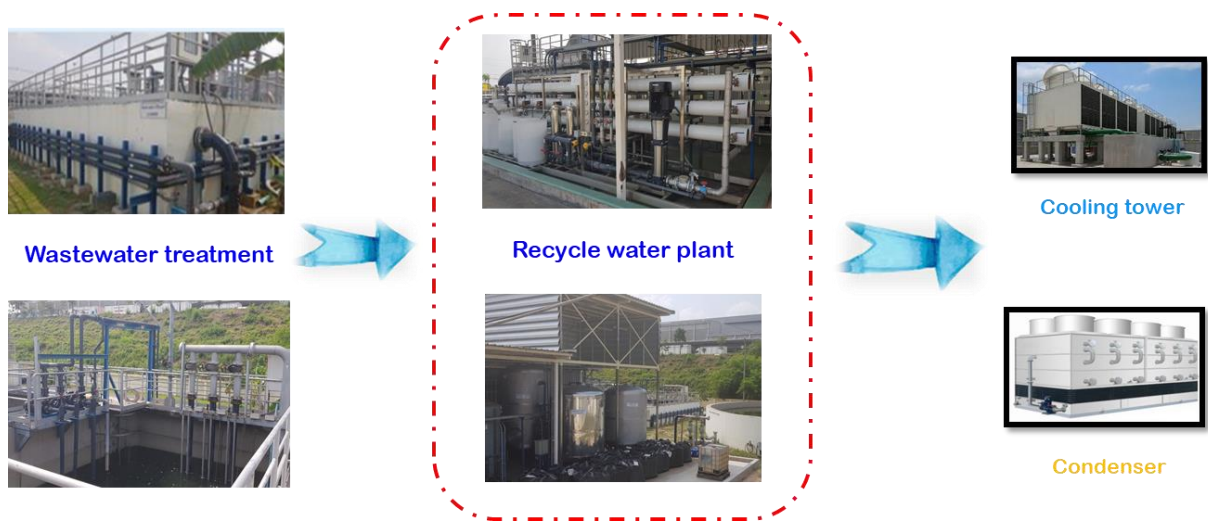 Wastewater treatment
Recycle water plant
Cooling tower
Condenser